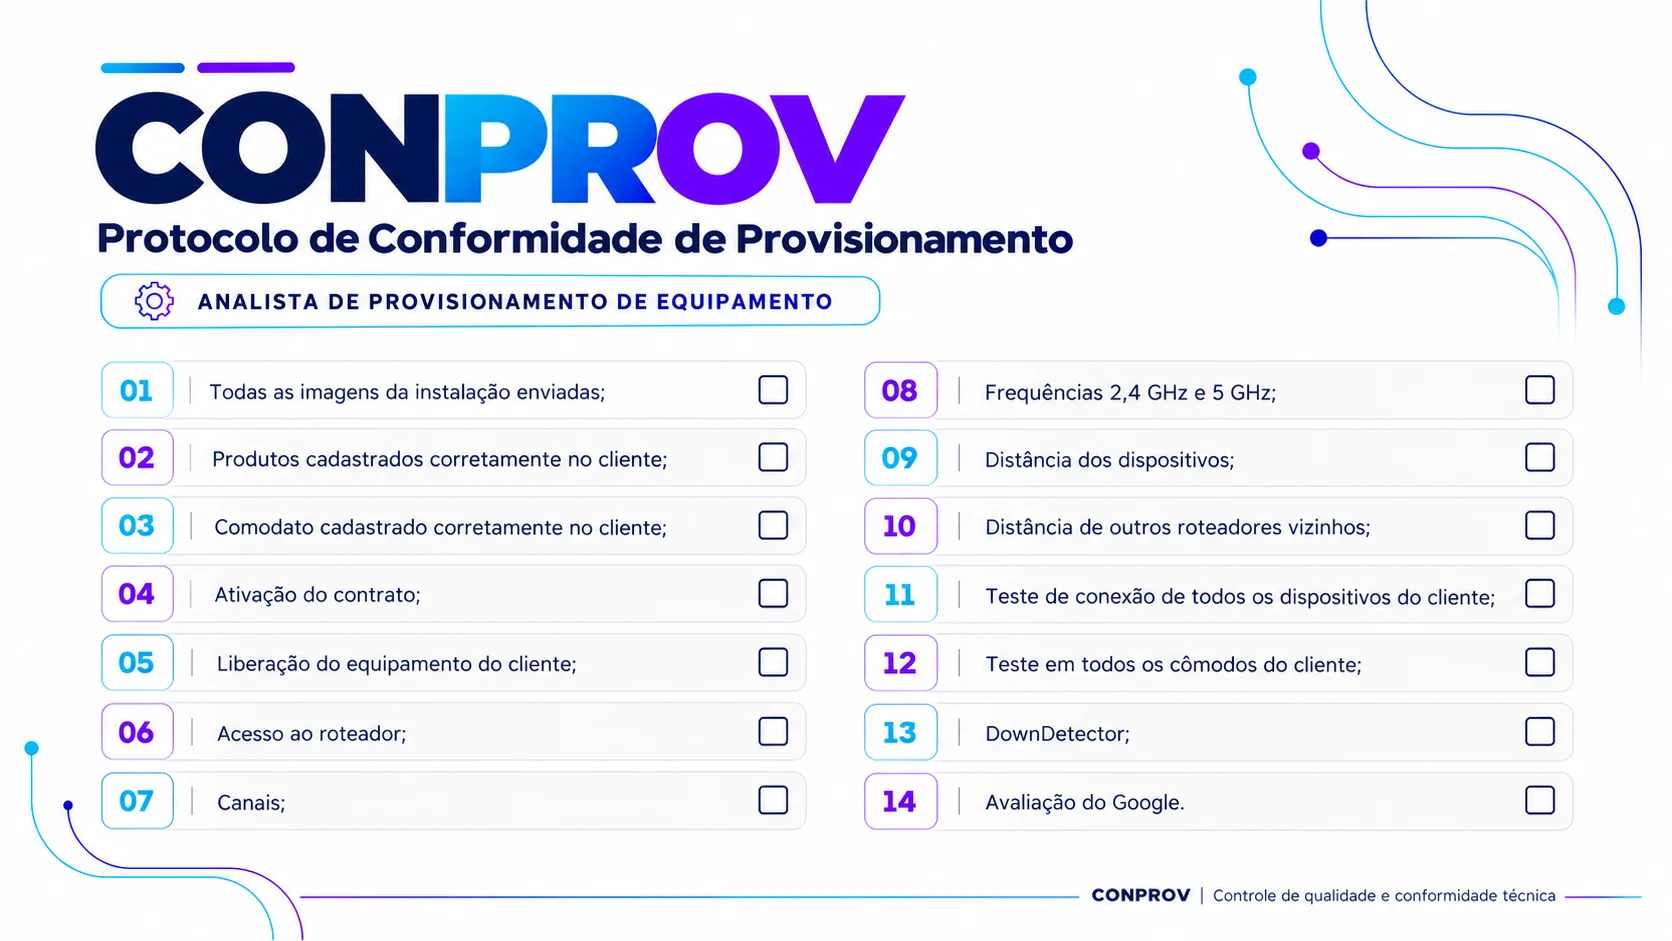 CONPROV
Protocolo de Conformidade de Provisionamento
ANALISTA DE PROVISIONAMENTO DE EQUIPAMENTO
01 Todas as imagens da instalação enviadas;
02 Produtos cadastrados corretamente no cliente;
03 Comodato cadastrado corretamente no cliente;
04 Ativação do contrato;
05 Liberação do equipamento do cliente;
06 Acesso ao roteador;
07 Canais;
08 Frequências 2,4 GHz e 5 GHz;
09 Distância dos dispositivos;
10 Distância de outros roteadores vizinhos;
11 Teste de conexão de todos os dispositivos do cliente;
12 Teste em todos os cômodos do cliente;
13 DownDetector;
14 Avaliação do Google.
CONPROV | Controle de qualidade e conformidade técnica